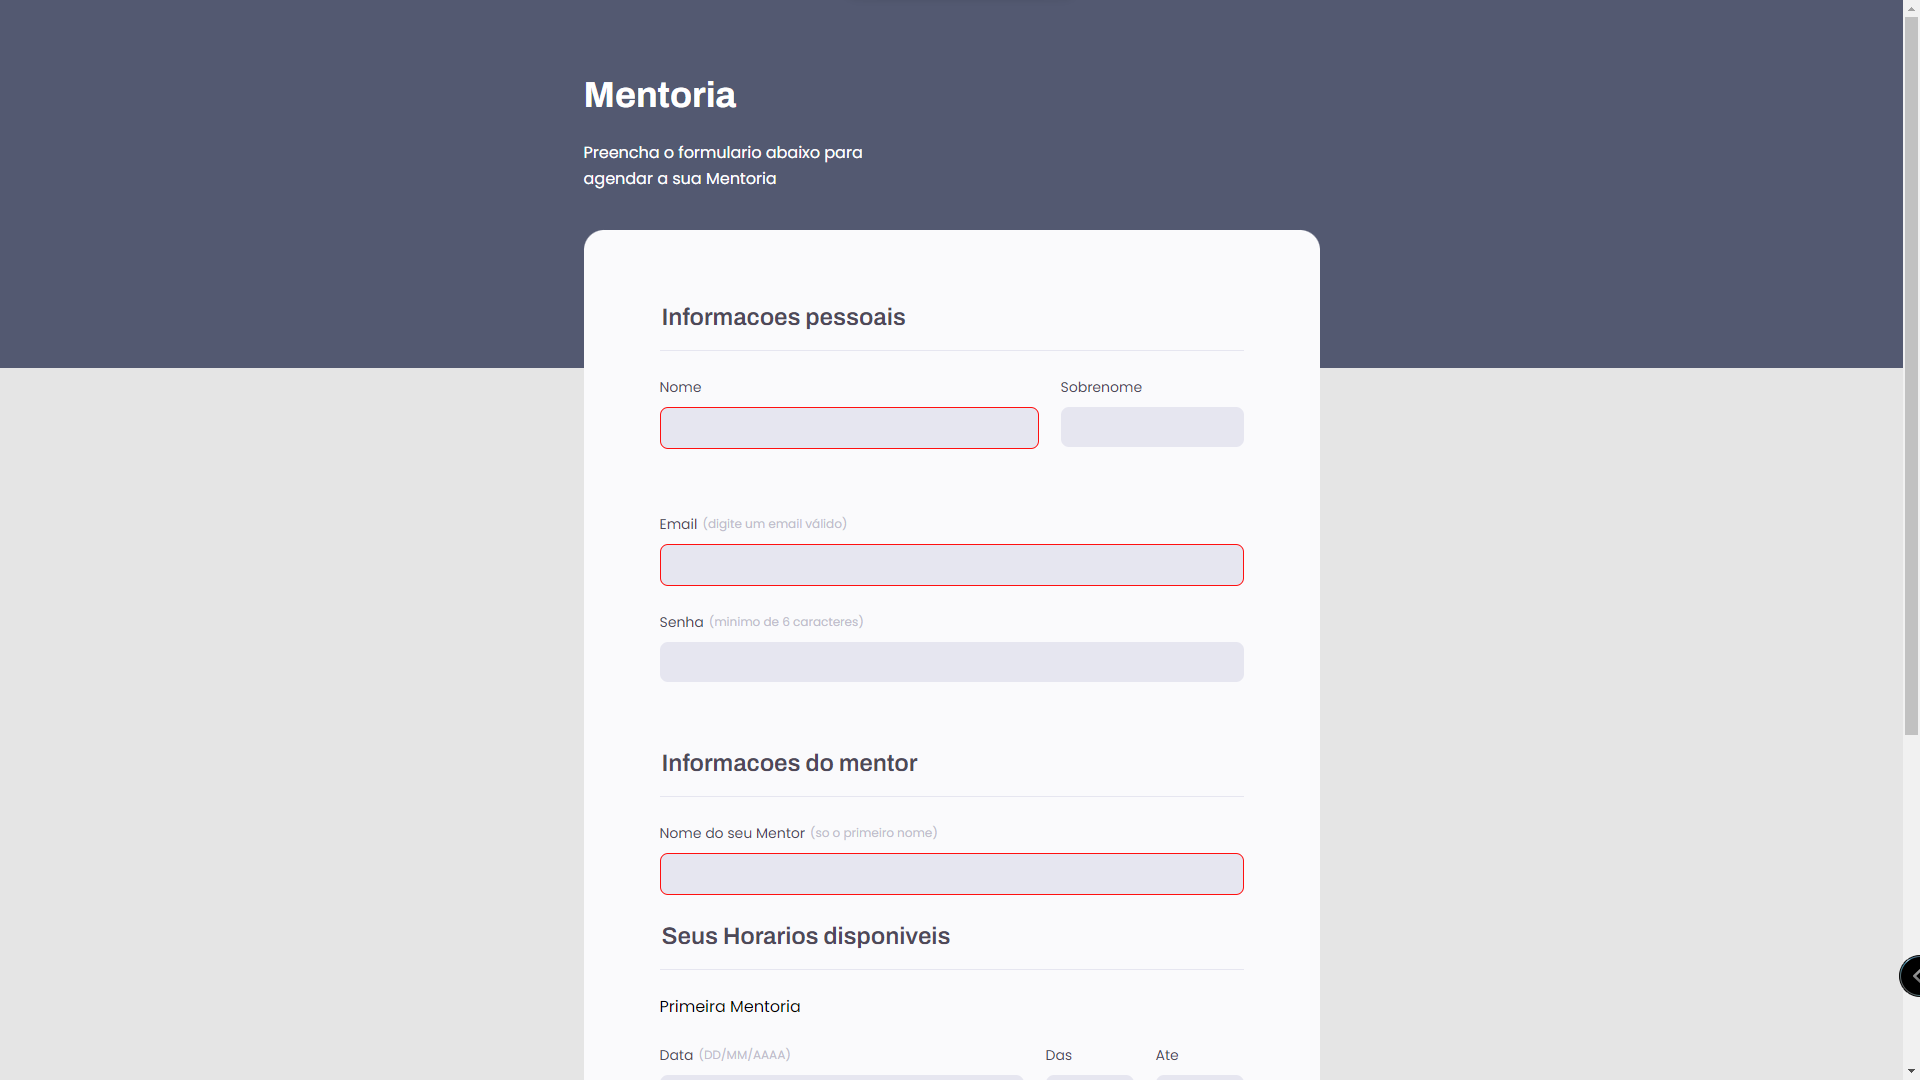 Mentoria
Preencha o formulario abaixo para
agendar a sua Mentoria
Informacoes pessoais
Nome Sobrenome
Email (digite um email válido)
Senha (minimo de 6 caracteres)
Informacoes do mentor
Nome do seu Mentor (so o primeiro nome)
Seus Horarios disponiveis
Primeira Mentoria
Data (DD/MM/AAAA) Das Ate